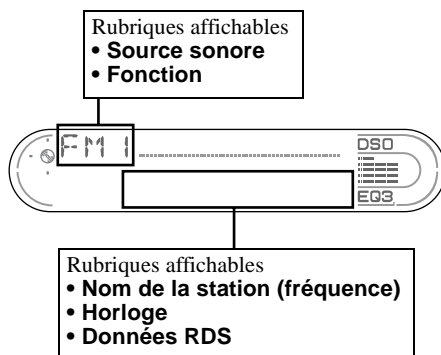 Rubriques affichables
• Source sonore
• Fonction
FM1
DSO
EQ3
Rubriques affichables
• Nom de la station (fréquence)
• Horloge
• Données RDS